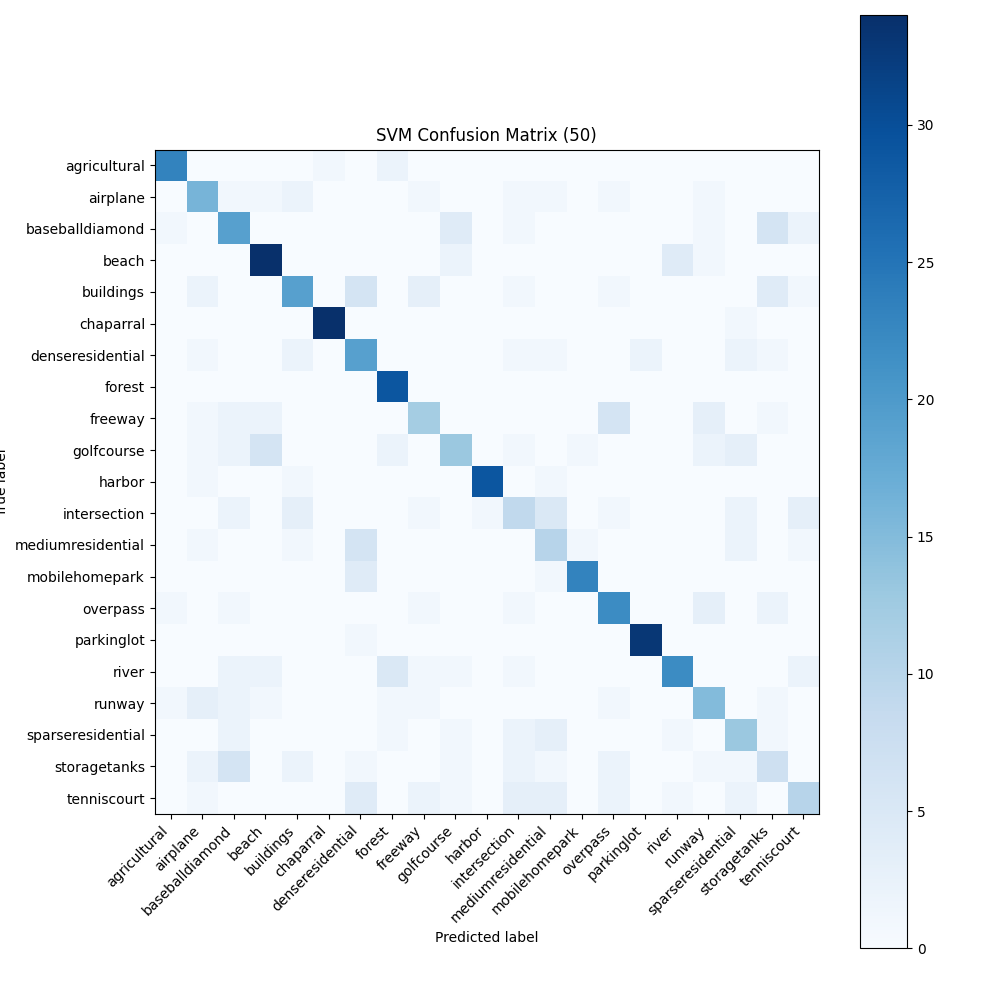 SVM Confusion Matrix (50)
agricultural
airplane
baseballdiamond
beach
buildings
chaparral
denseresidential
forest
freeway
golfcourse
harbor
intersection
mediumresidential
mobilehomepark
overpass
parkinglot
river
runway
sparseresidential
storagetanks
tenniscourt
agricultural
airplane
baseballdiamond
beach
buildings
chaparral
denseresidential
forest
freeway
golfcourse
harbor
intersection
mediumresidential
mobilehomepark
overpass
parkinglot
river
runway
sparseresidential
storagetanks
tenniscourt
Predicted label
30
25
20
15
10
5
0